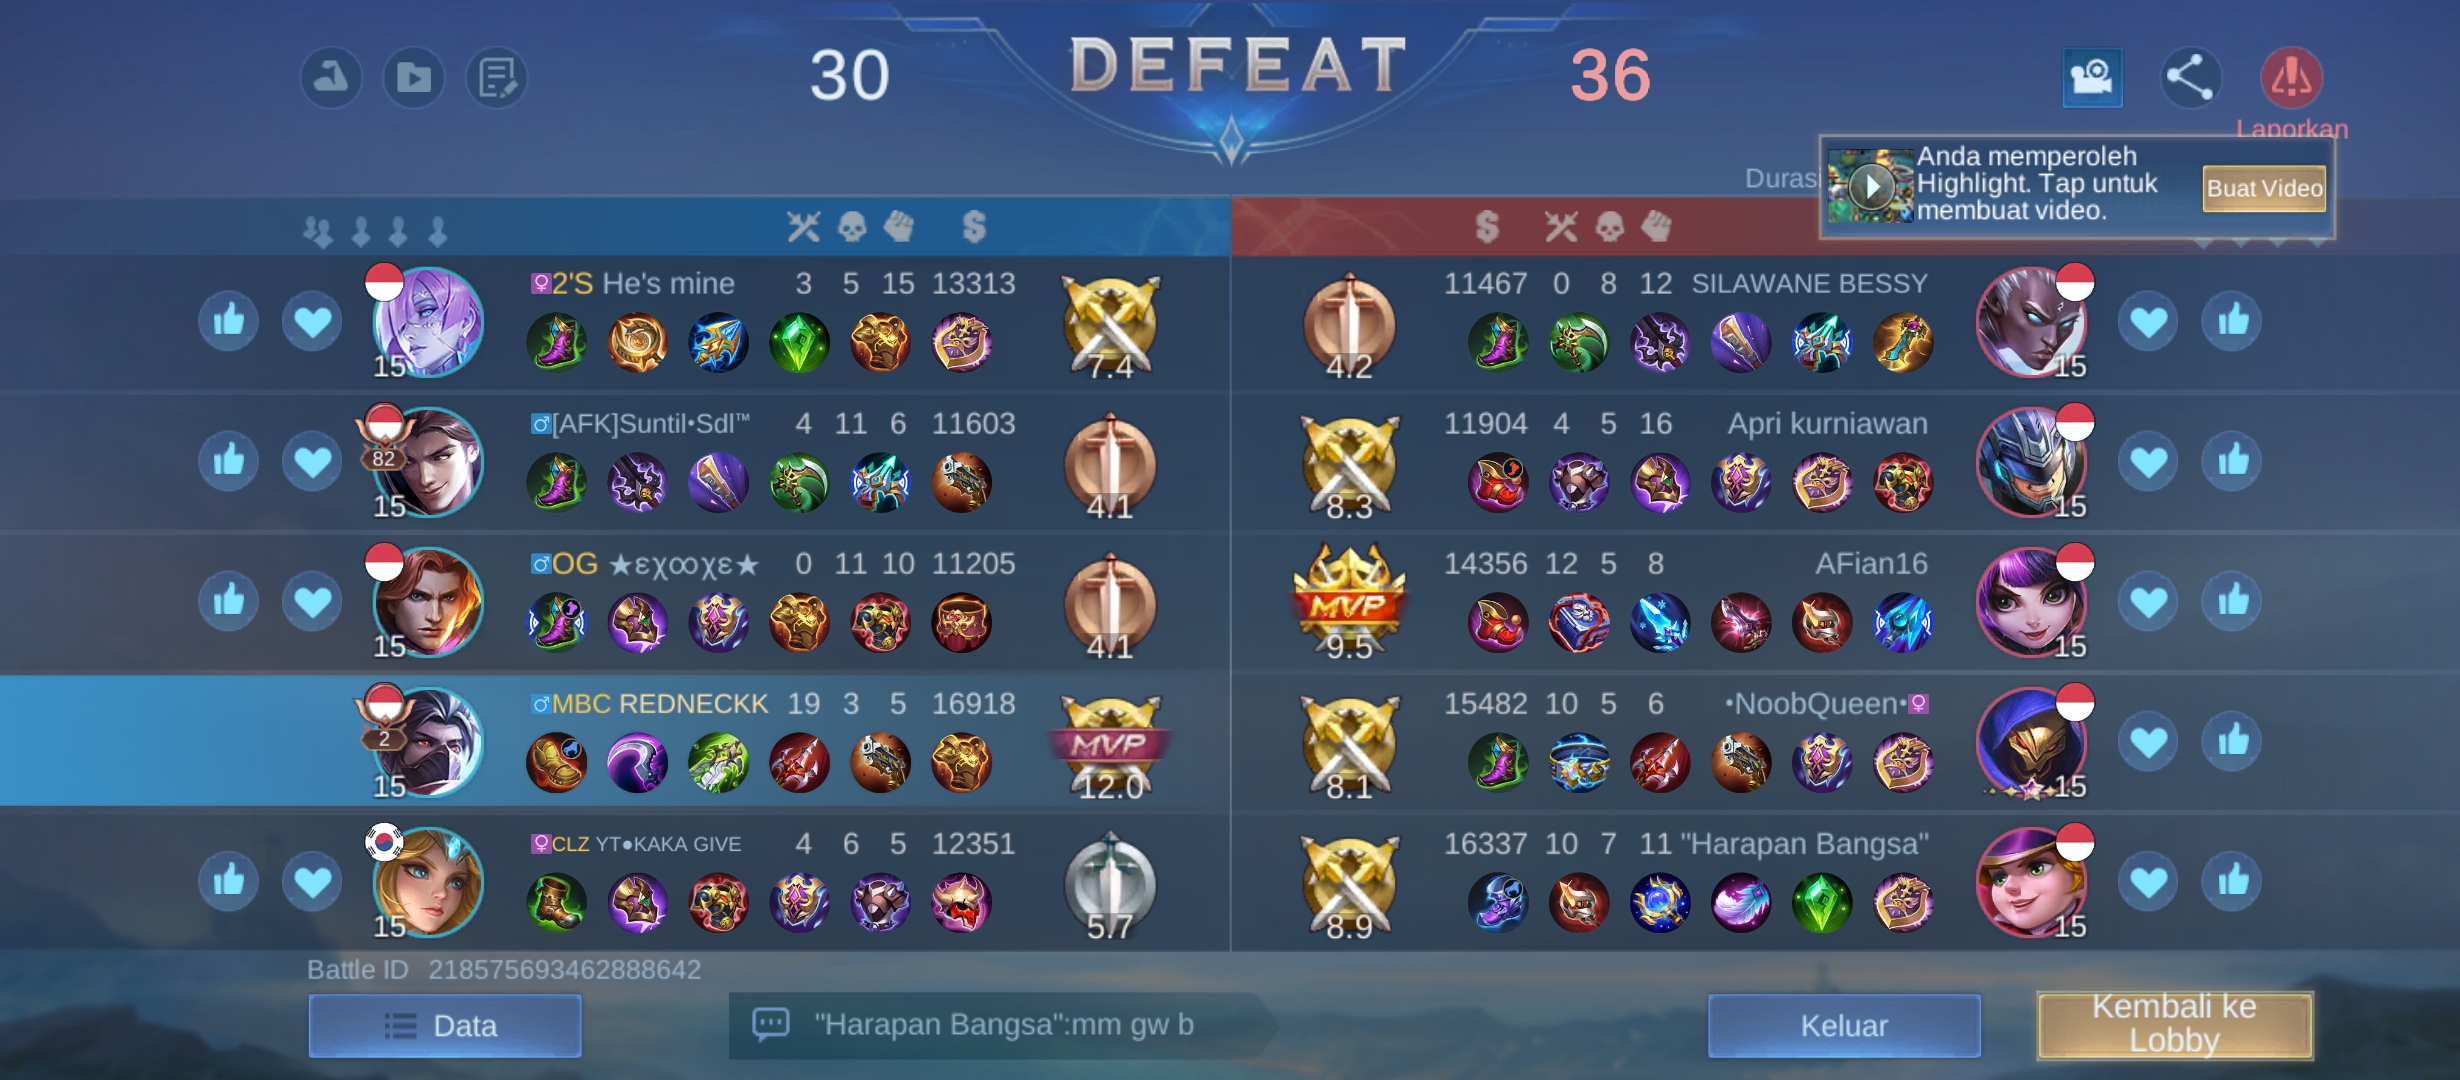 30 DEFEAT 36
Laporkan
Durasi
Anda memperoleh
Highlight. Tap untuk
membuat video.
Buat Video
2'S He's mine 3 5 15 13313
15 7.4
11467 0 8 12 SILAWANE BESSY
4.2 15
[AFK]Suntil•Sdl™ 4 11 6 11603
82
15 4.1
11904 4 5 16 Apri kurniawan
8.3 15
OG ★εχοοχε★ 0 11 10 11205
15 4.1
14356 12 5 8 AFian16
MVP
9.5 15
MBC REDNECKK 19 3 5 16918
2 MVP
15 12.0
15482 10 5 6 •NoobQueen•
8.1 15
CLZ YT●KAKA GIVE 4 6 5 12351
15 5.7
16337 10 7 11 "Harapan Bangsa"
8.9 15
Battle ID 218575693462888642
Data
"Harapan Bangsa":mm gw b
Keluar
Kembali ke
Lobby